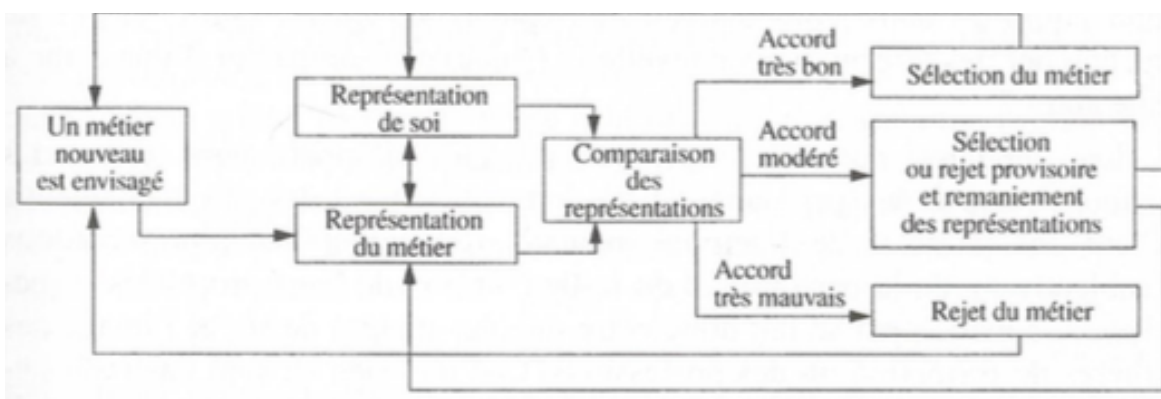 Un métier
nouveau
est envisagé
Représentation
de soi
Représentation
du métier
Comparaison
des
représentations
Accord
très bon
Accord
modéré
Accord
très mauvais
Sélection du métier
Sélection
ou rejet provisoire
et remaniement
des représentations
Rejet du métier